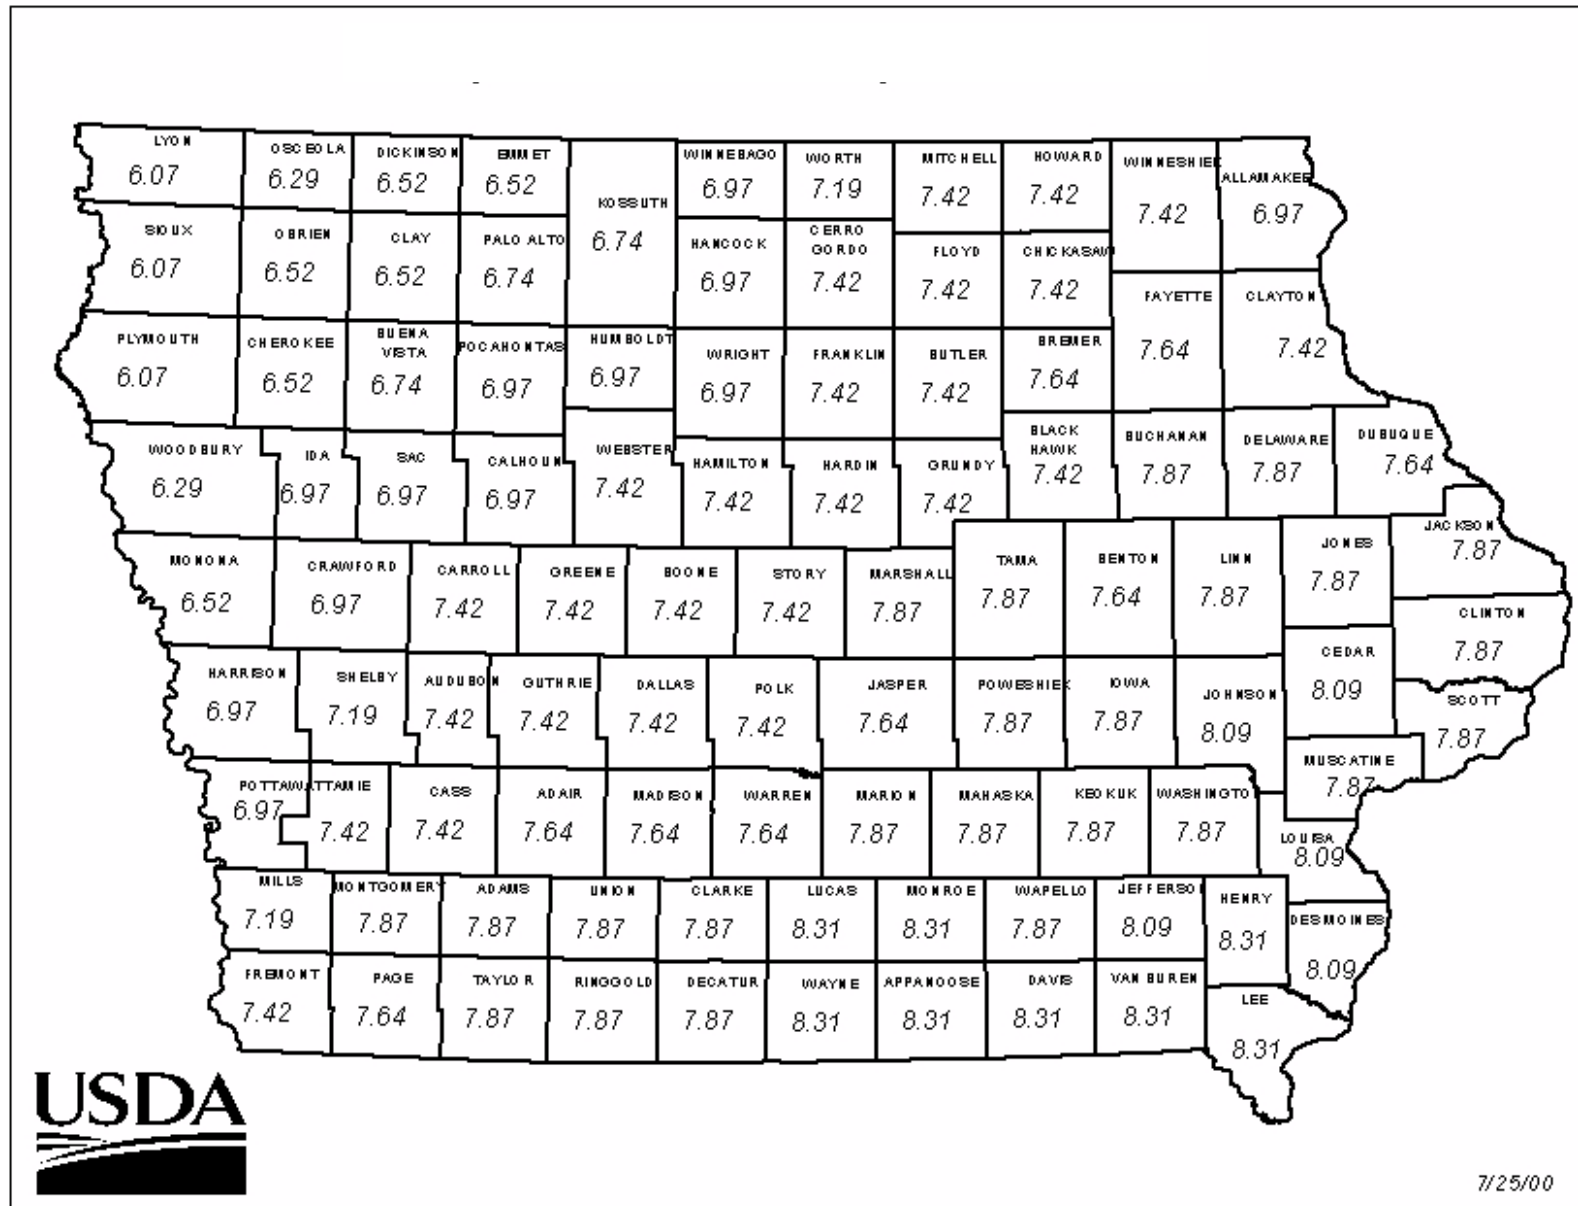 LYON OSCEOLA DICKINSON EMMET WINNEBAGO WORTH MITCHELL HOWARD WINNESHIEK
6.07 6.29 6.52 6.52 6.97 7.19 7.42 7.42 7.42
ALLAMAKEE
6.97
KOSSUTH
6.74
SIOUX OBRIEN CLAY PALO ALTO HANCOCK CERRO
GORDO FLOYD CHICKASAW
6.07 6.52 6.52 6.74 6.97 7.42 7.42 7.42
FAYETTE CLAYTON
7.64 7.42
PLYMOUTH CHEROKEE BUENA
VISTA POCAHONTAS HUMBOLDT WRIGHT FRANKLIN BUTLER BREMER
6.07 6.52 6.74 6.97 6.97 6.97 7.42 7.42 7.64
WOODBURY IDA SAC CALHOUN WEBSTER HAMILTON HARDIN GRUNDY BLACK
HAWK BUCHANAN DELAWARE DUBUQUE
6.29 6.97 6.97 6.97 7.42 7.42 7.42 7.42 7.42 7.87 7.87 7.64
MONONA CRAWFORD CARROLL GREENE BOONE STORY MARSHALL TAMA BENTON LINN JONES JACKSON
6.52 6.97 7.42 7.42 7.42 7.42 7.87 7.87 7.64 7.87 7.87 7.87
CLINTON
7.87
HARRISON SHELBY AUDUBON GUTHRIE DALLAS POLK JASPER POWESHIEK IOWA JOHNSON CEDAR SCOTT
6.97 7.19 7.42 7.42 7.42 7.42 7.64 7.87 7.87 8.09 8.09 7.87
MUSCATINE
7.87
POTTAWATTAMIE CASS ADAIR MADISON WARREN MARION MAHASKA KEOKUK WASHINGTO
6.97 7.42 7.42 7.64 7.64 7.64 7.87 7.87 7.87 7.87
LOUISA
8.09
MILLS MONTGOMERY ADAMS UNION CLARKE LUCAS MONROE WAPELLO JEFFERSO HENRY DESMOINES
7.19 7.87 7.87 7.87 7.87 8.31 8.31 7.87 8.09 8.31 8.09
FREMONT PAGE TAYLOR RINGGOLD DECATUR WAYNE APPANOOSE DAVIS VAN BUREN LEE
7.42 7.64 7.87 7.87 7.87 8.31 8.31 8.31 8.31 8.31
USDA
7/25/00